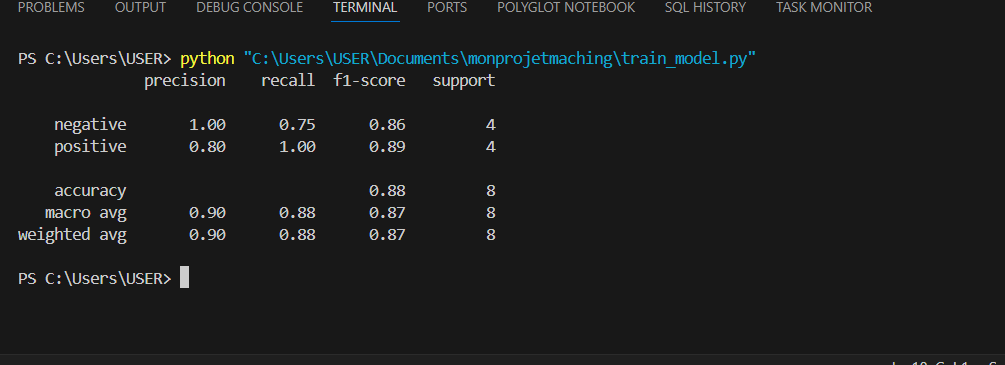 PROBLEMS OUTPUT DEBUG CONSOLE TERMINAL PORTS POLYGLOT NOTEBOOK SQL HISTORY TASK MONITOR
PS C:\Users\USER> python "C:\Users\USER\Documents\monprojetmaching\train_model.py"
precision recall f1-score support
negative 1.00 0.75 0.86 4
positive 0.80 1.00 0.89 4
accuracy 0.88 8
macro avg 0.90 0.88 0.87 8
weighted avg 0.90 0.88 0.87 8
PS C:\Users\USER>